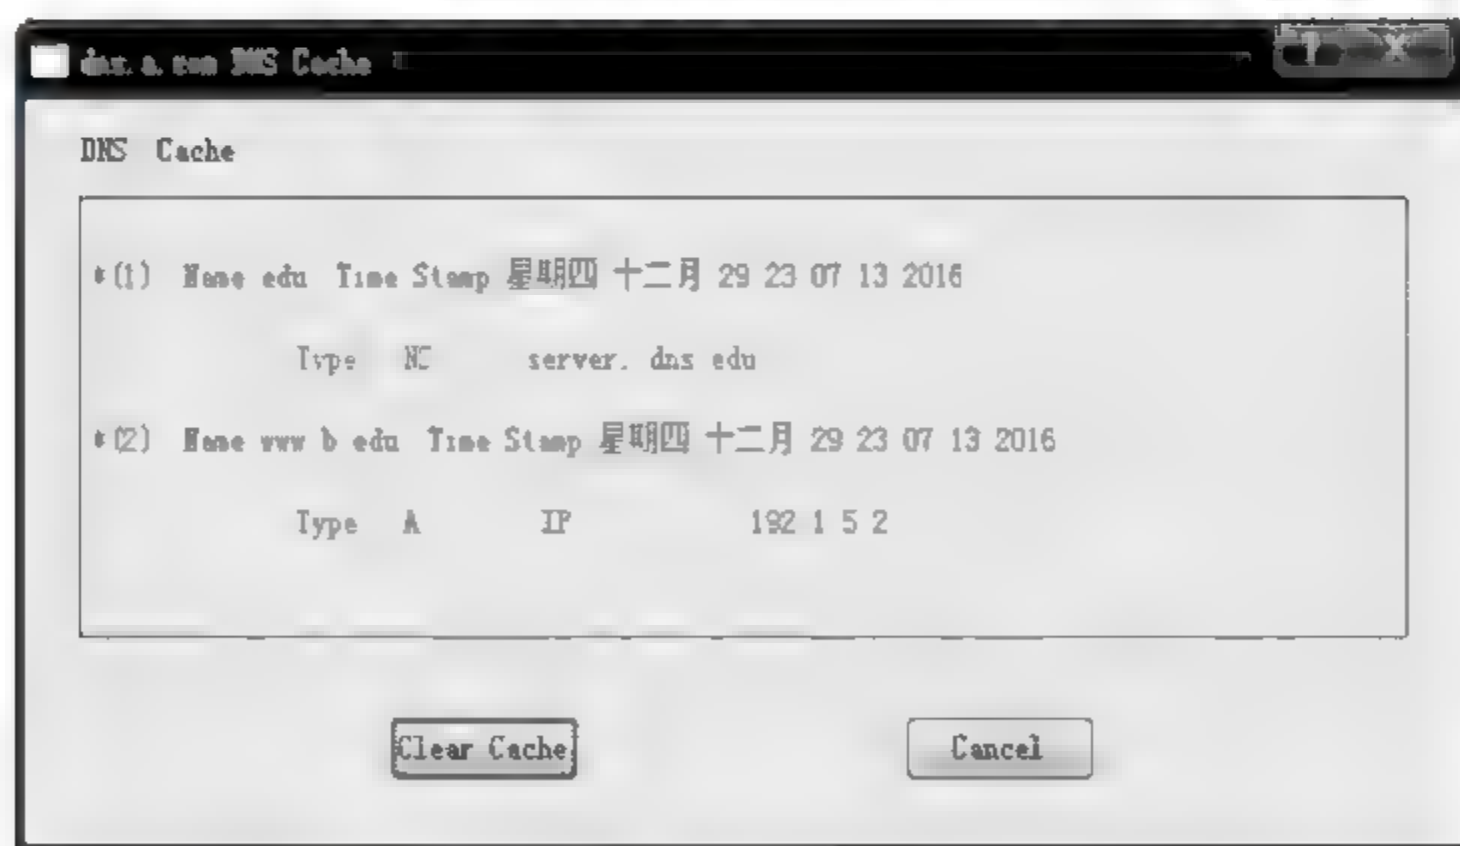 dns.a.com DNS Cache
DNS Cache
*(1) Name edu Time Stamp 星期四 十二月 29 23 07 13 2016
Type NS server. dns edu
*(2) Name www b edu Time Stamp 星期四 十二月 29 23 07 13 2016
Type A IP 192 1 5 2
Clear Cache
Cancel